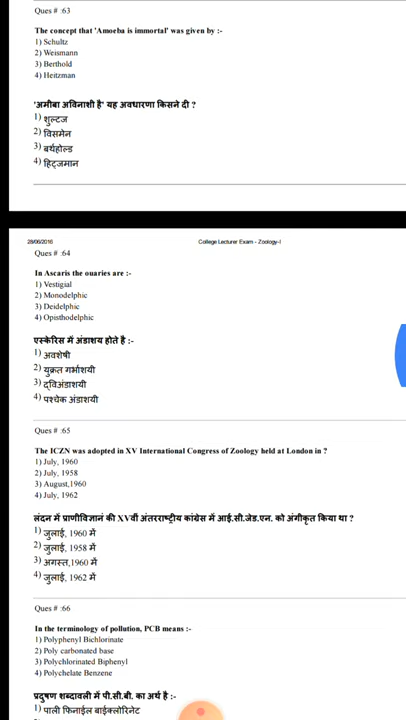 Ques # :63
The concept that 'Amoeba is immortal' was given by :-
1) Schultz
2) Weismann
3) Berthold
4) Heitzman
'अमीबा अविनाशी है' यह अवधारणा किसने दी ?
1) शुल्टज
2) विसमेन
3) बर्थहोल्ड
4) हिट्जमान
28/06/2016 College Lecturer Exam - Zoology-I
Ques # :64
In Ascaris the ouaries are :-
1) Vestigial
2) Monodelphic
3) Deidelphic
4) Opisthodelphic
एस्केरिस में अंडाशय होते हैं :-
1) अवशेषी
2) युक्रत गर्भाशयी
3) द्विअंडाशयी
4) पश्चेक अंडाशयी
Ques # :65
The ICZN was adopted in XV International Congress of Zoology held at London in ?
1) July, 1960
2) July, 1958
3) August,1960
4) July, 1962
लंदन में प्राणीविज्ञानं की XVवीं अंतरराष्ट्रीय कांग्रेस में आई.सी.जेड.एन. को अंगीकृत किया था ?
1) जुलाई, 1960 में
2) जुलाई, 1958 में
3) अगस्त,1960 में
4) जुलाई, 1962 में
Ques # :66
In the terminology of pollution, PCB means :-
1) Polyphenyl Bichlorinate
2) Poly carbonated base
3) Polychlorinated Biphenyl
4) Polychelate Benzene
प्रदुषण शब्दावली में पी.सी.बी. का अर्थ है :-
1) पाली फिनाईल बाईक्लोरिनेट